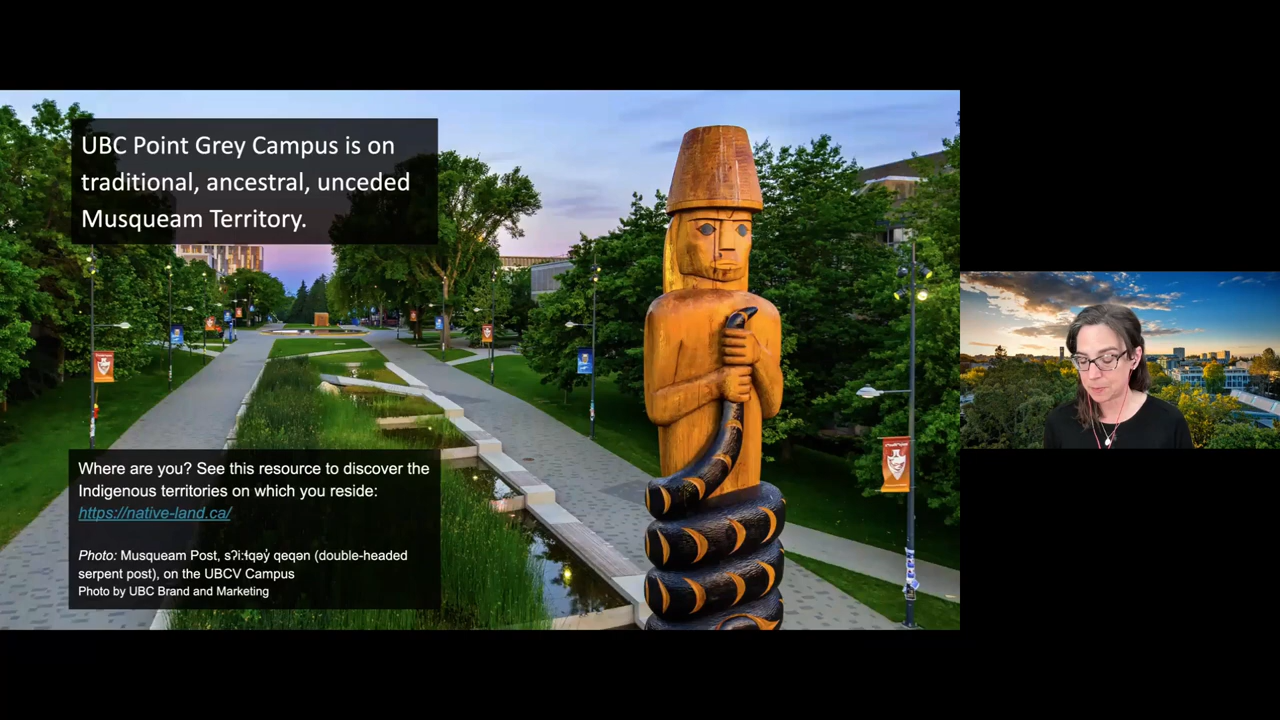 UBC Point Grey Campus is on
traditional, ancestral, unceded
Musqueam Territory.
Where are you? See this resource to discover the
Indigenous territories on which you reside:
https://native-land.ca/
Photo: Musqueam Post, sʔi:ɬqəy̓ qeqən (double-headed
serpent post), on the UBCV Campus
Photo by UBC Brand and Marketing